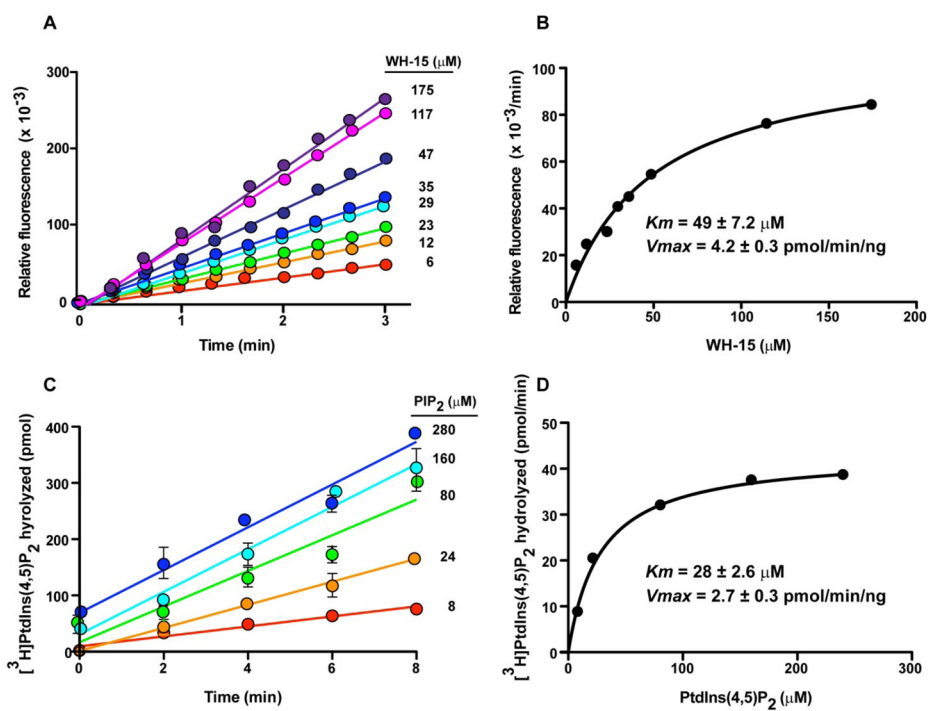 A
WH-15 (µM)
Relative fluorescence (x 10⁻³)
300
200
100
0
175
117
47
35
29
23
12
6
0
1
2
3
Time (min)
B
Relative fluorescence (x 10⁻³/min)
100
80
60
40
20
0
Km = 49 ± 7.2 µM
Vmax = 4.2 ± 0.3 pmol/min/ng
0
50
100
150
200
WH-15 (µM)
C
PIP₂ (µM)
[³H]PtdIns(4,5)P₂ hyrolyzed (pmol)
400
300
200
100
0
280
160
80
24
8
0
2
4
6
8
Time (min)
D
[³H]PtdIns(4,5)P₂ hydrolyzed (pmol/min)
50
40
30
20
10
0
Km = 28 ± 2.6 µM
Vmax = 2.7 ± 0.3 pmol/min/ng
0
100
200
300
PtdIns(4,5)P₂ (µM)